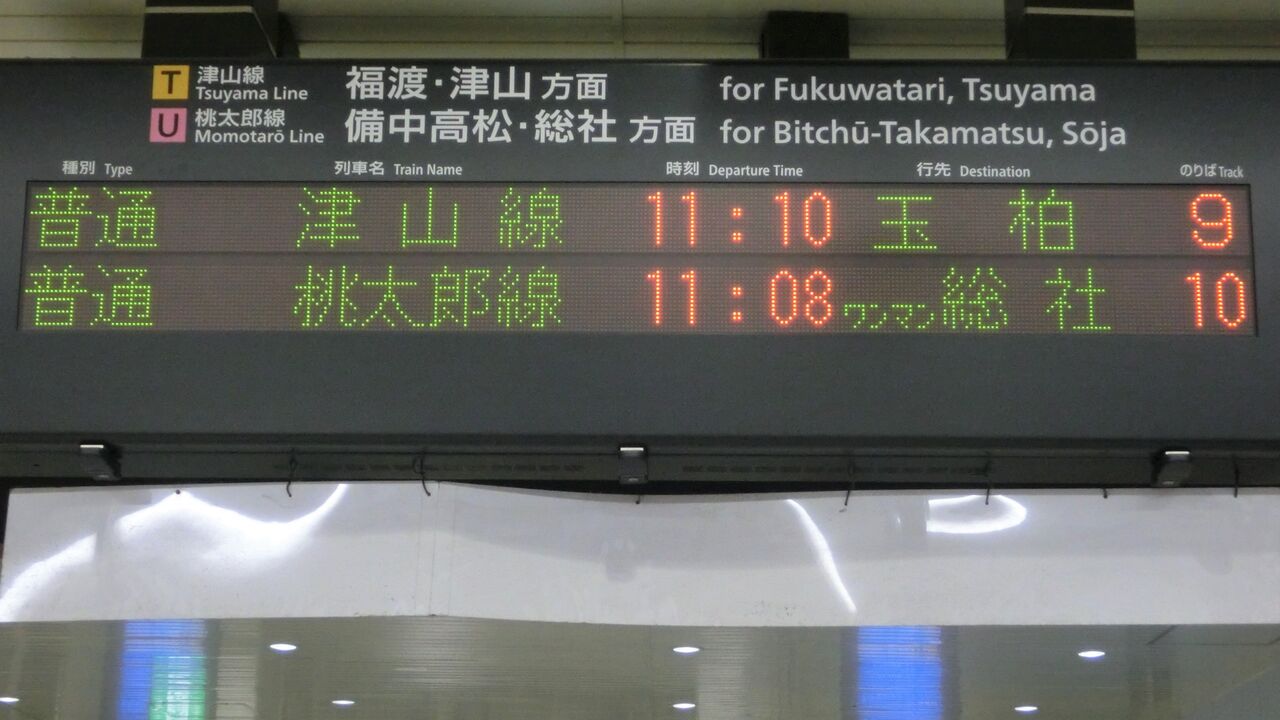 T 津山線 Tsuyama Line 福渡・津山 方面 for Fukuwatari, Tsuyama
U 桃太郎線 Momotarō Line 備中高松・総社 方面 for Bitchū-Takamatsu, Sōja
種別 Type 列車名 Train Name 時刻 Departure Time 行先 Destination のりば Track
普通 津山線 11:10 玉柏 9
普通 桃太郎線 11:08 ワンマン 総社 10